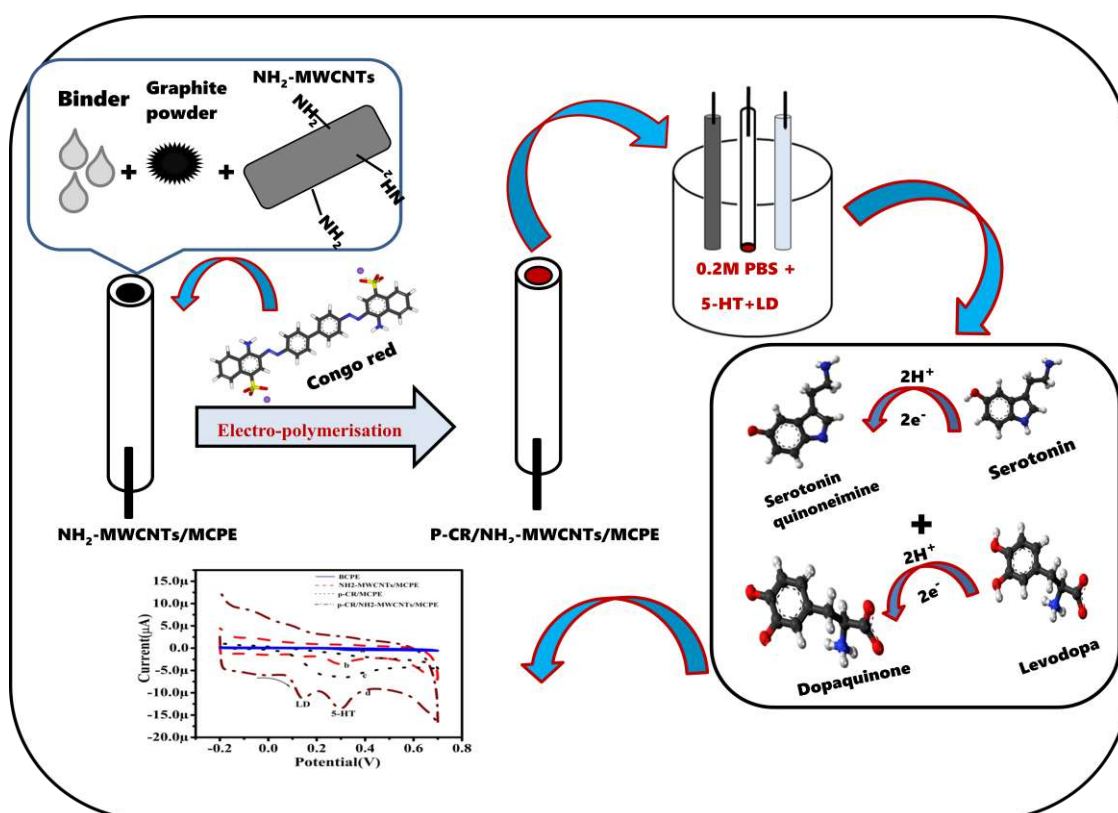 NH₂-MWCNTs
Binder
Graphite
powder
NH₂
+
+
NH₂
NH₂
0.2M PBS +
5-HT+LD
Congo red
Electro-polymerisation
NH₂-MWCNTs/MCPE
P-CR/NH₂-MWCNTs/MCPE
2H⁺
2e⁻
Serotonin
quinoneimine
Serotonin
+
2H⁺
2e⁻
Dopaquinone
Levodopa
BCPE
NH2-MWCNTs/MCPE
p-CR/MCPE
p-CR/NH2-MWCNTs/MCPE
15.0μ
10.0μ
5.0μ
0.0
-5.0μ
-10.0μ
-15.0μ
-20.0μ
Current(μA)
b
c
d
LD
5-HT
-0.2
0.0
0.2
0.4
0.6
0.8
Potential(V)